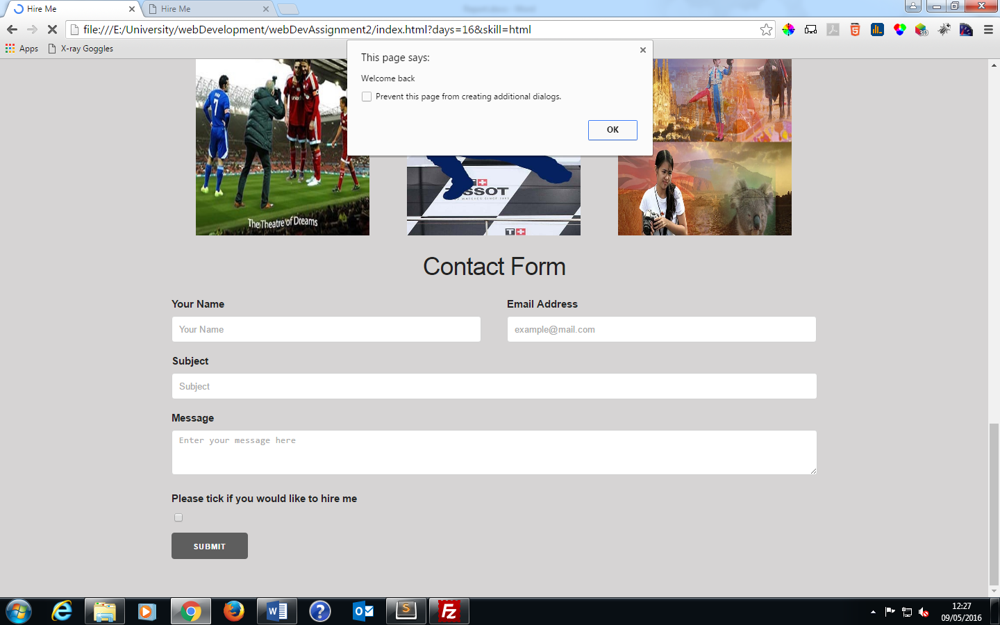 Hire Me
Hire Me
file:///E:/University/webDevelopment/webDevAssignment2/index.html?days=16&skill=html
Apps
X-ray Goggles
This page says:
Welcome back
Prevent this page from creating additional dialogs.
OK
7
The Theatre of Dreams
TISSOT
Contact Form
Your Name
Email Address
Your Name
example@mail.com
Subject
Subject
Message
Enter your message here
Please tick if you would like to hire me
SUBMIT
12:27
09/05/2016